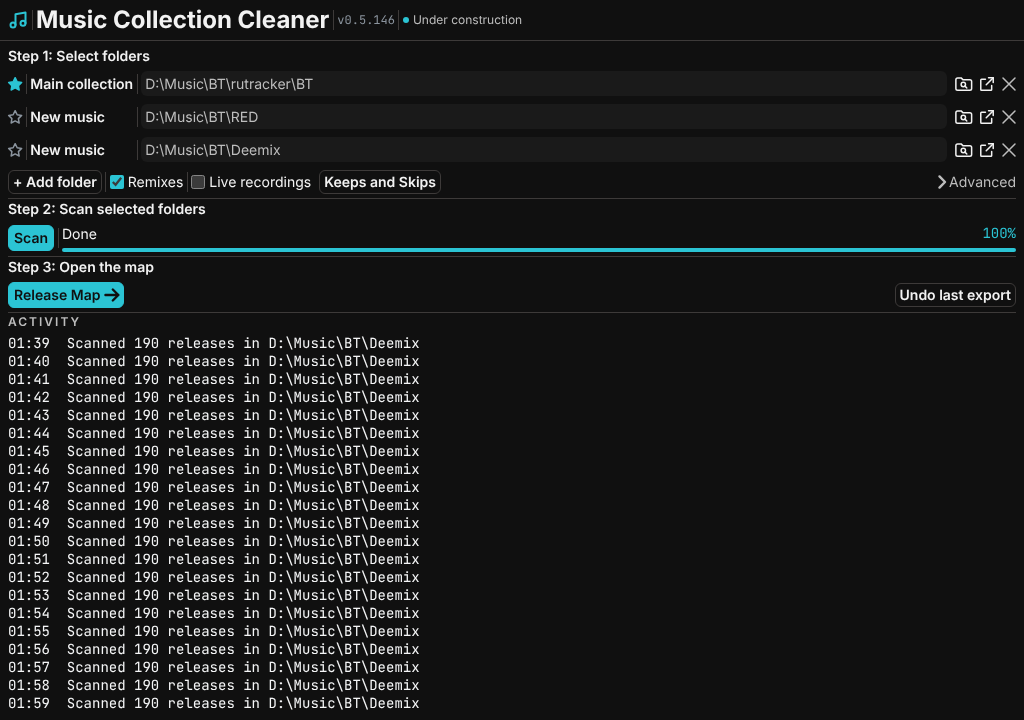 Music Collection Cleaner v0.5.146 Under construction
Step 1: Select folders
Main collection D:\Music\BT\rutracker\BT
New music D:\Music\BT\RED
New music D:\Music\BT\Deemix
+ Add folder Remixes Live recordings Keeps and Skips Advanced
Step 2: Scan selected folders
Scan Done 100%
Step 3: Open the map
Release Map Undo last export
ACTIVITY
01:39 Scanned 190 releases in D:\Music\BT\Deemix
01:40 Scanned 190 releases in D:\Music\BT\Deemix
01:41 Scanned 190 releases in D:\Music\BT\Deemix
01:42 Scanned 190 releases in D:\Music\BT\Deemix
01:43 Scanned 190 releases in D:\Music\BT\Deemix
01:44 Scanned 190 releases in D:\Music\BT\Deemix
01:45 Scanned 190 releases in D:\Music\BT\Deemix
01:46 Scanned 190 releases in D:\Music\BT\Deemix
01:47 Scanned 190 releases in D:\Music\BT\Deemix
01:48 Scanned 190 releases in D:\Music\BT\Deemix
01:49 Scanned 190 releases in D:\Music\BT\Deemix
01:50 Scanned 190 releases in D:\Music\BT\Deemix
01:51 Scanned 190 releases in D:\Music\BT\Deemix
01:52 Scanned 190 releases in D:\Music\BT\Deemix
01:53 Scanned 190 releases in D:\Music\BT\Deemix
01:54 Scanned 190 releases in D:\Music\BT\Deemix
01:55 Scanned 190 releases in D:\Music\BT\Deemix
01:56 Scanned 190 releases in D:\Music\BT\Deemix
01:57 Scanned 190 releases in D:\Music\BT\Deemix
01:58 Scanned 190 releases in D:\Music\BT\Deemix
01:59 Scanned 190 releases in D:\Music\BT\Deemix